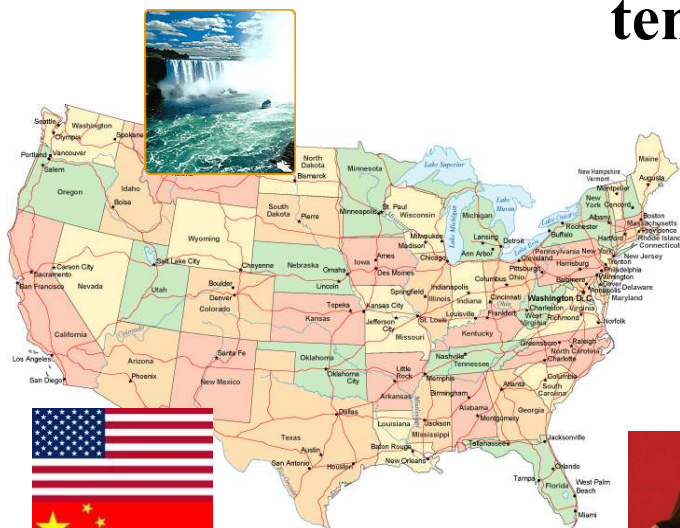 ten
Seattle
Olympia
Washington
Spokane
Portland
Vancouver
Salem
Oregon
Idaho
Boise
North
Dakota
Bismarck
Minnesota
Lake Superior
Maine
Augusta
New Hampshire
Vermont
Montpelier
South
Dakota
Pierre
Minneapolis
St. Paul
Wisconsin
Lake Michigan
Michigan
Lake
Huron
New
York
Concord
Albany
Boston
Massachusetts
Providence
Rhode Island
Connecticut
Hartford
Rochester
Buffalo
Wyoming
Milwaukee
Madison
Lansing
Detroit
Ann Arbor
Chicago
Cleveland
Pennsylvania
New York
New Jersey
Trenton
Philadelphia
Harrisburg
Pittsburgh
Wilmington
Dover
Delaware
Baltimore
Annapolis
Maryland
Carson City
Sacramento
San Francisco
Nevada
Salt Lake City
Utah
Cheyenne
Nebraska
Omaha
Lincoln
Iowa
Ames
Des Moines
Illinois
Springfield
Indiana
Indianapolis
Ohio
Columbus
Cincinnati
Ohio
Washington D.C.
West
Virginia
Charleston
Virginia
Richmond
Norfolk
Boulder
Denver
Colorado
Colorado
Topeka
Kansas
Kansas City
Jefferson
City
Missouri
St. Louis
Louisville
Frankfort
Kentucky
California
Los Angeles
San Diego
Arizona
Phoenix
Santa Fe
New Mexico
Oklahoma
Oklahoma
City
Little
Rock
Arkansas
Nashville
Tennessee
Memphis
Greensboro
Raleigh
North Carolina
Charlotte
Columbia
South
Carolina
Birmingham
Alabama
Montgomery
Atlanta
Georgia
Dallas
Texas
Austin
San Antonio
Houston
Louisiana
Baton Rouge
New Orleans
Jackson
Mississippi
Mississippi
Tallahassee
Jacksonville
Orlando
Tampa
Florida
West Palm
Beach
Miami